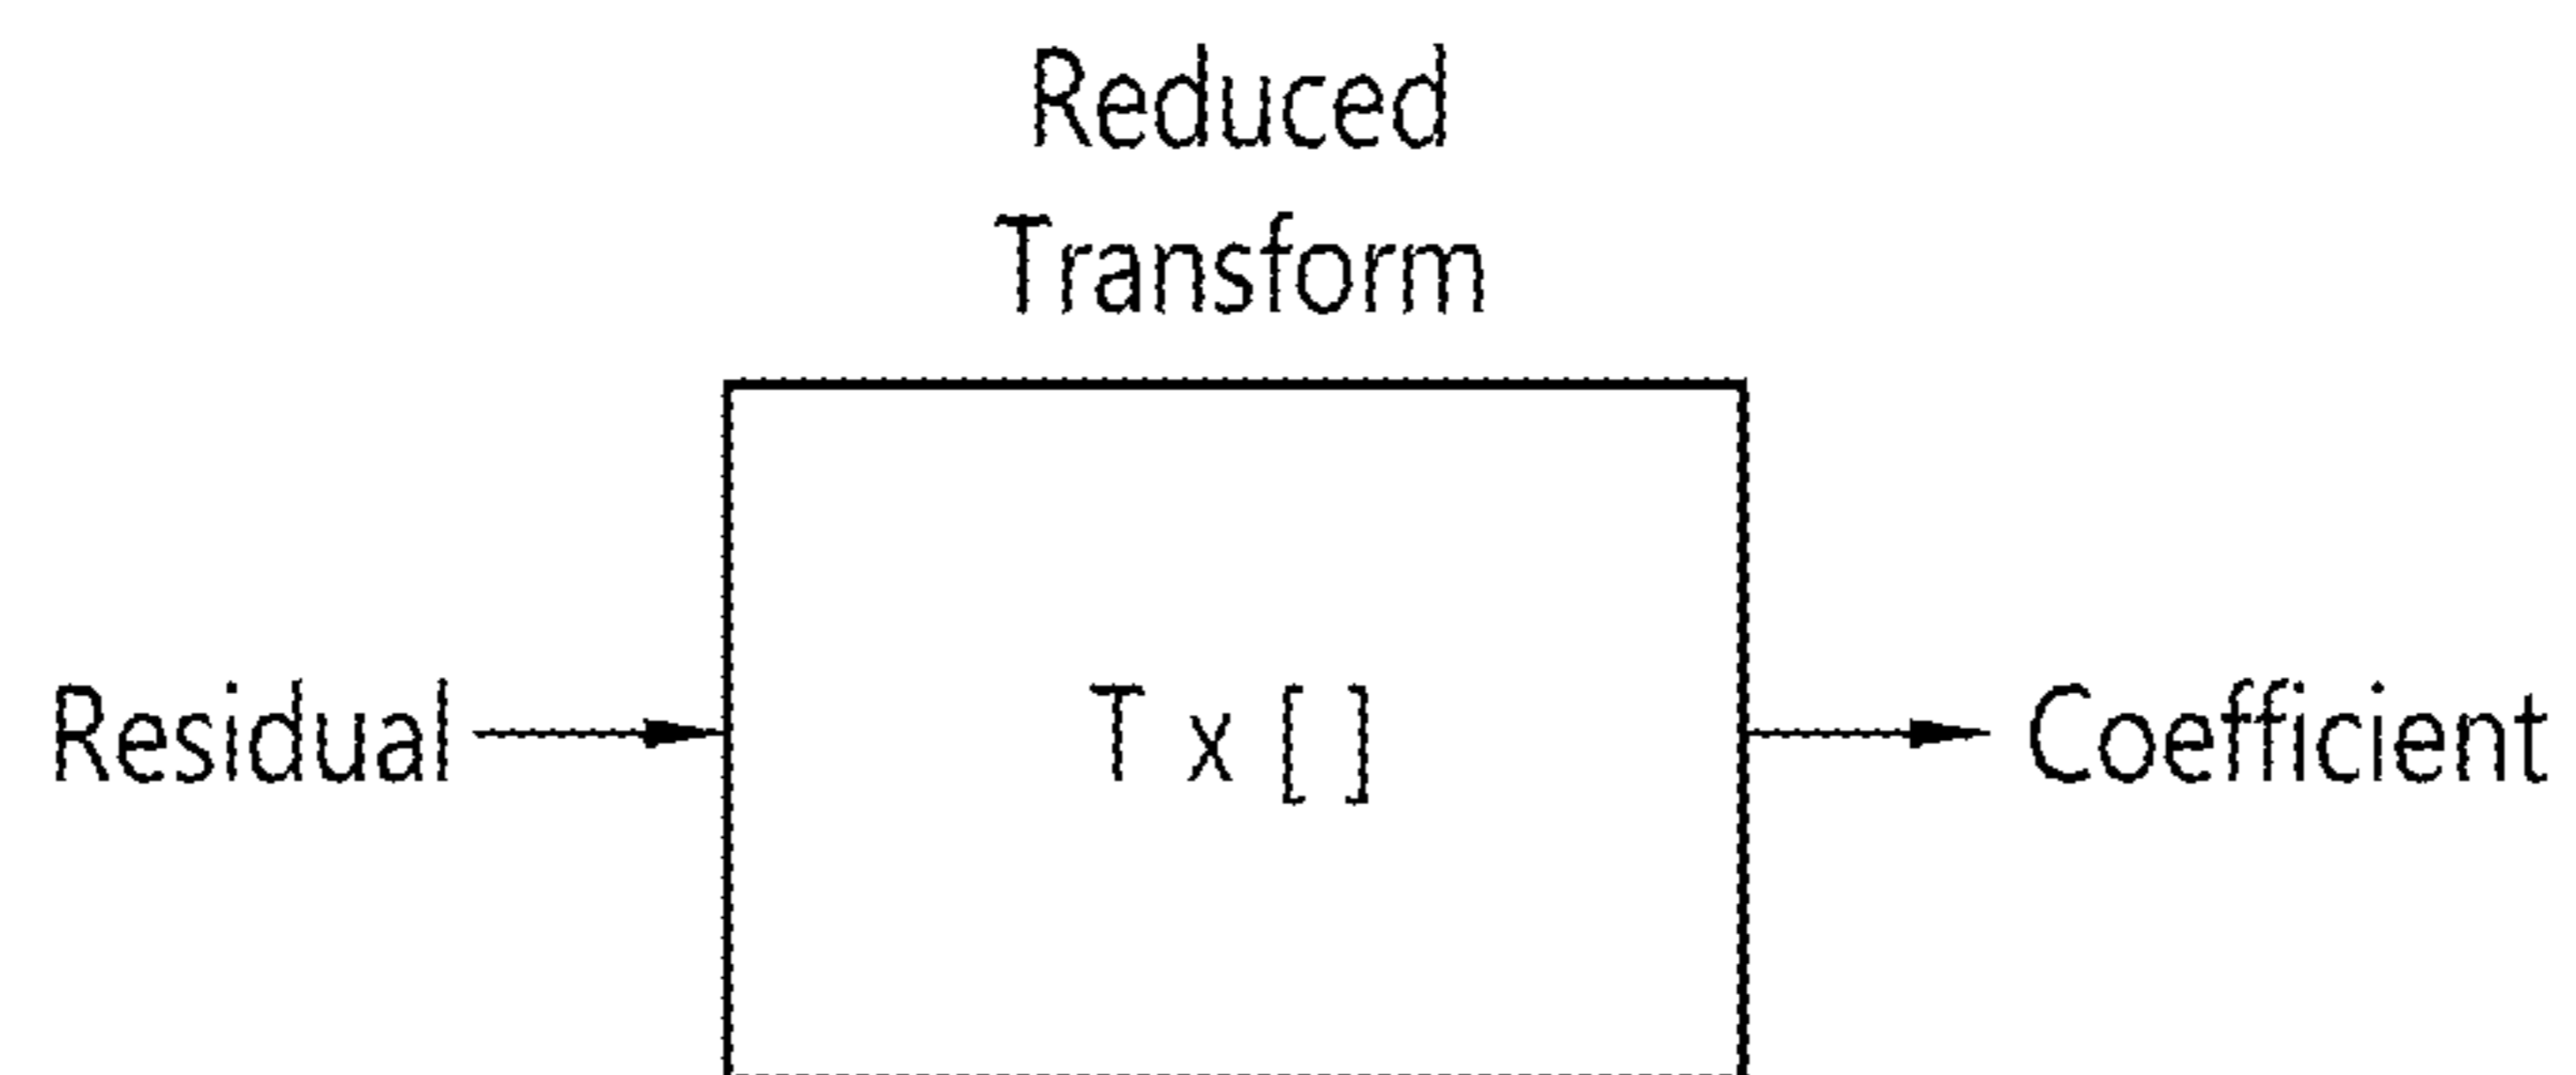 Reduced
Transform
Residual
T x [ ]
Coefficient